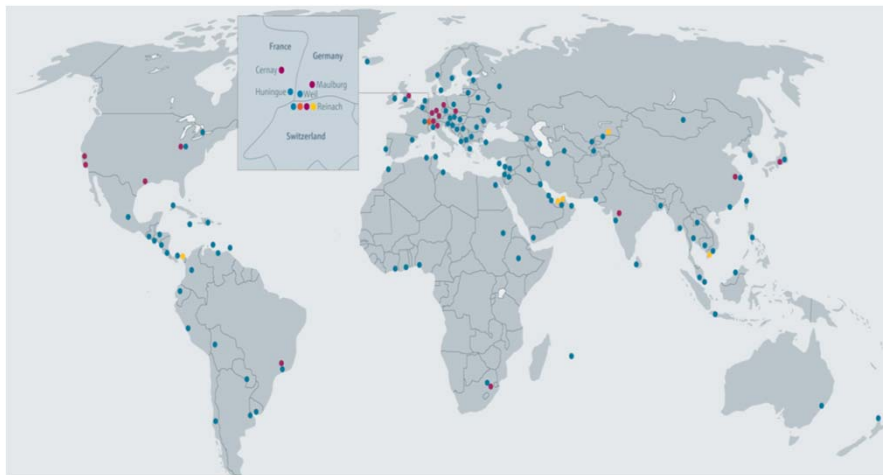 France
Germany
Cernay
Maulburg
Huningue
Weil
Reinach
Switzerland